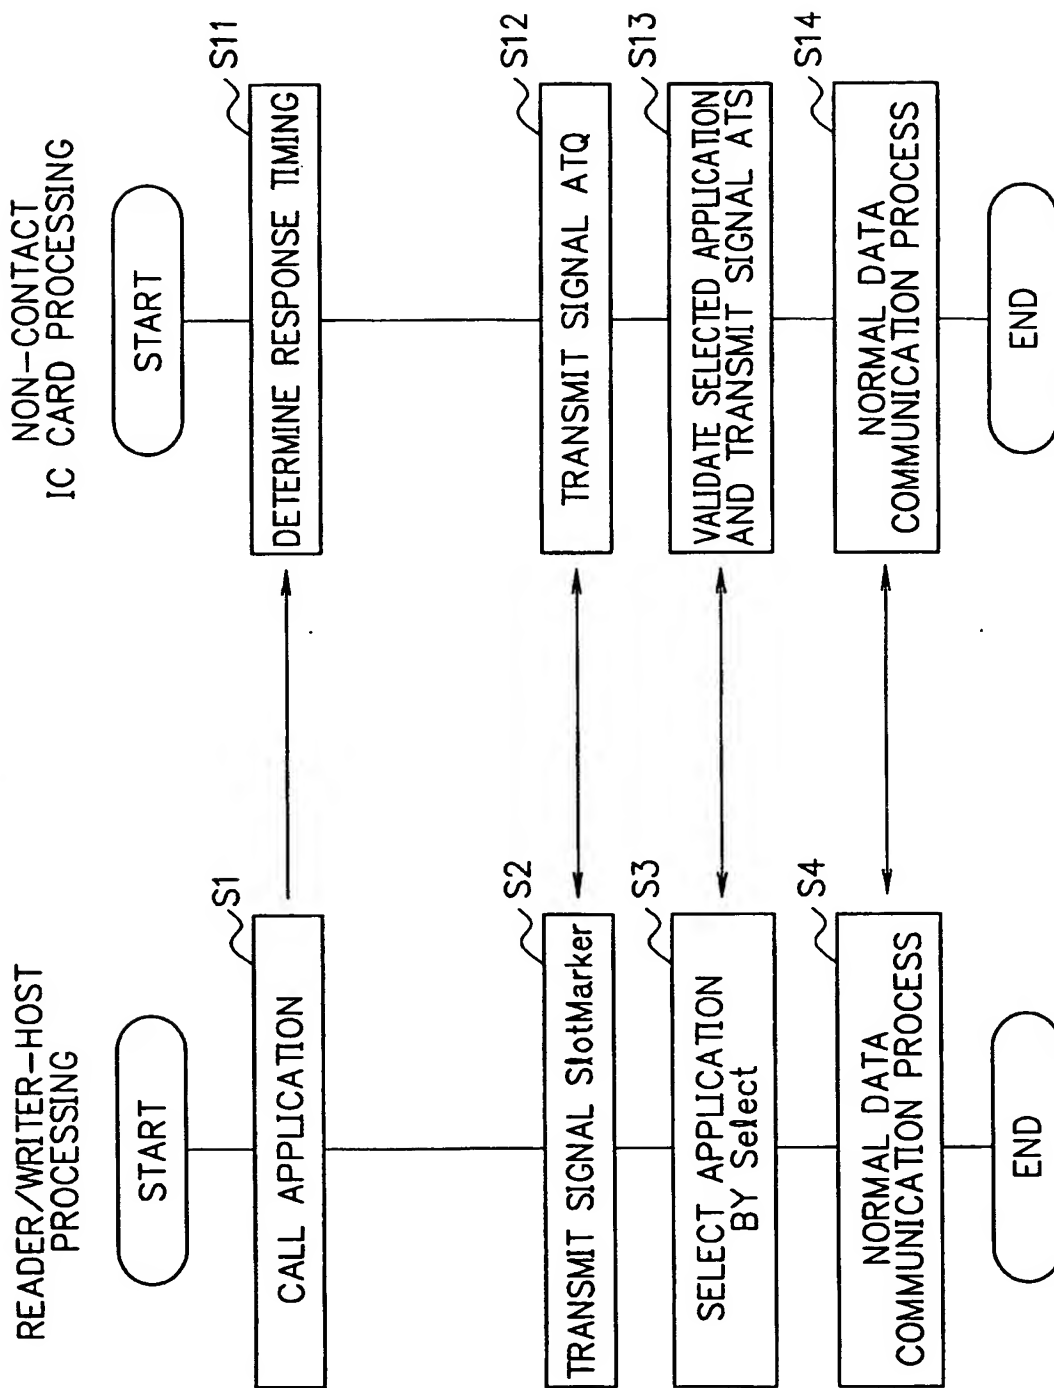 READER/WRITER-HOST
PROCESSING
START
S1
CALL APPLICATION
S2
TRANSMIT SIGNAL SlotMarker
S3
SELECT APPLICATION
BY Select
S4
NORMAL DATA
COMMUNICATION PROCESS
END
NON-CONTACT
IC CARD PROCESSING
START
S11
DETERMINE RESPONSE TIMING
S12
TRANSMIT SIGNAL ATQ
S13
VALIDATE SELECTED APPLICATION
AND TRANSMIT SIGNAL ATS
S14
NORMAL DATA
COMMUNICATION PROCESS
END